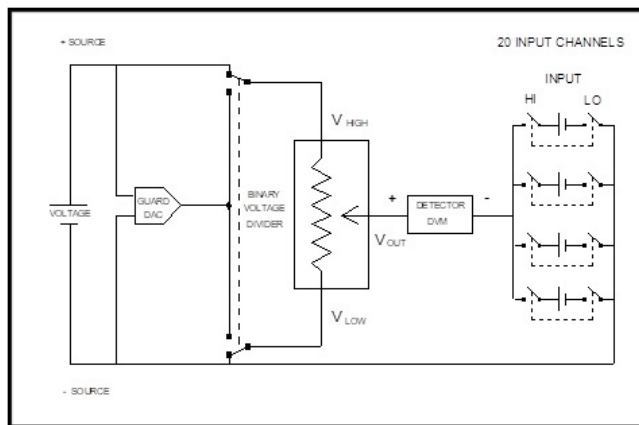 + SOURCE
20 INPUT CHANNELS
INPUT
HI
LO
V HIGH
VOLTAGE
GUARD
DAC
BINARY
VOLTAGE
DIVIDER
+
-
DETECTOR
DVM
V OUT
V LOW
- SOURCE